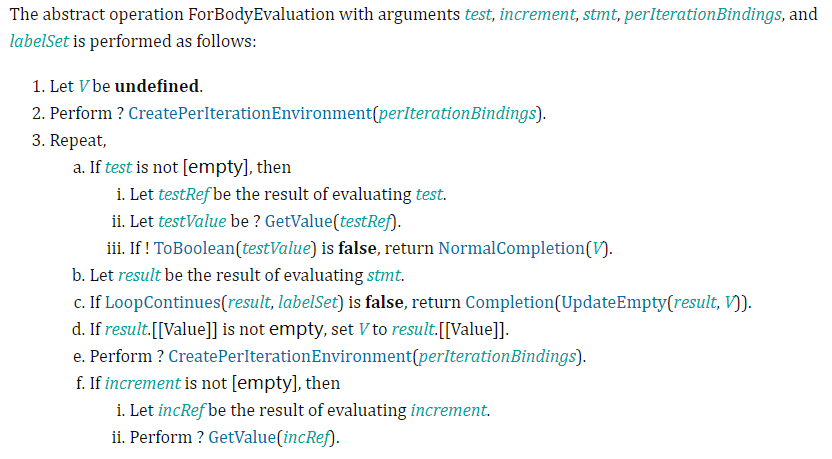 The abstract operation ForBodyEvaluation with arguments test, increment, stmt, perIterationBindings, and
labelSet is performed as follows:
1. Let V be undefined.
2. Perform ? CreatePerIterationEnvironment(perIterationBindings).
3. Repeat,
a. If test is not [empty], then
i. Let testRef be the result of evaluating test.
ii. Let testValue be ? GetValue(testRef).
iii. If ! ToBoolean(testValue) is false, return NormalCompletion(V).
b. Let result be the result of evaluating stmt.
c. If LoopContinues(result, labelSet) is false, return Completion(UpdateEmpty(result, V)).
d. If result.[[Value]] is not empty, set V to result.[[Value]].
e. Perform ? CreatePerIterationEnvironment(perIterationBindings).
f. If increment is not [empty], then
i. Let incRef be the result of evaluating increment.
ii. Perform ? GetValue(incRef).